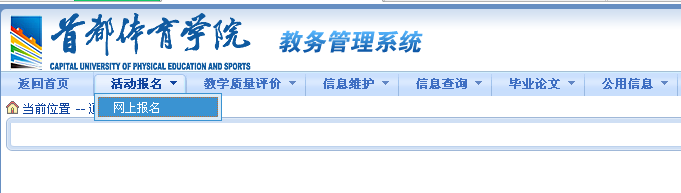 首都体育学院 教务管理系统
CAPITAL UNIVERSITY OF PHYSICAL EDUCATION AND SPORTS
返回首页 活动报名 教学质量评价 信息维护 信息查询 毕业论文 公用信息
网上报名
当前位置 --